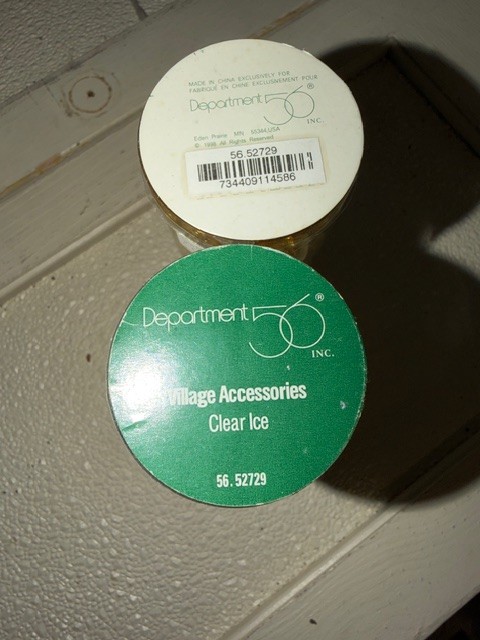 MADE IN CHINA EXCLUSIVELY FOR
FABRIQUÉ EN CHINE EXCLUSIVEMENT POUR
Department 56®
INC.
Eden Prairie MN 55344,USA
© 1998 All Rights Reserved
56.52729
734409114586
Department 56®
INC.
Village Accessories
Clear Ice
56.52729